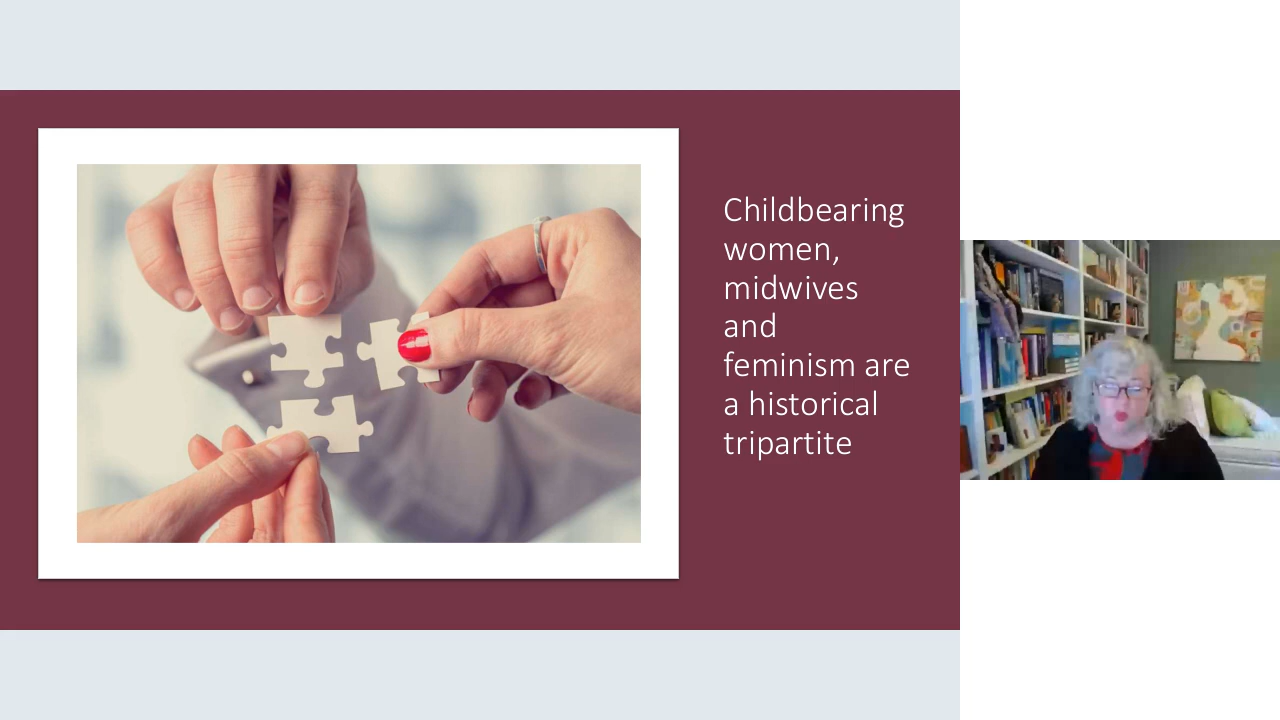 Childbearing
women,
midwives
and
feminism are
a historical
tripartite